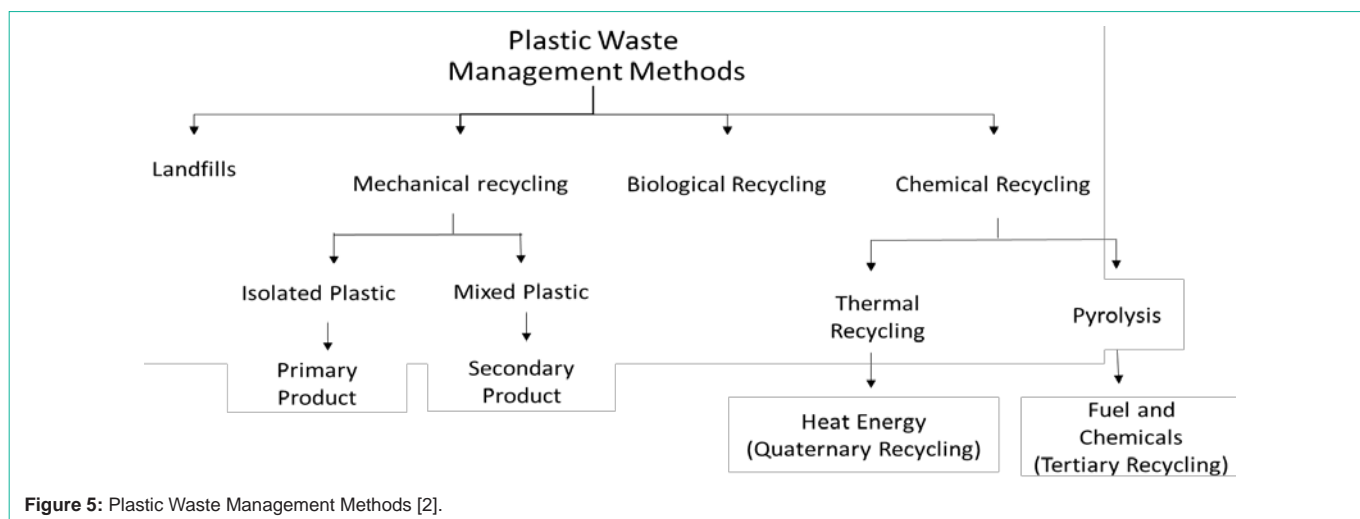 Plastic Waste
Management Methods
Landfills
Mechanical recycling
Biological Recycling
Chemical Recycling
Isolated Plastic
Mixed Plastic
Thermal
Recycling
Pyrolysis
Primary
Product
Secondary
Product
Heat Energy
(Quaternary Recycling)
Fuel and
Chemicals
(Tertiary Recycling)
Figure 5: Plastic Waste Management Methods [2].